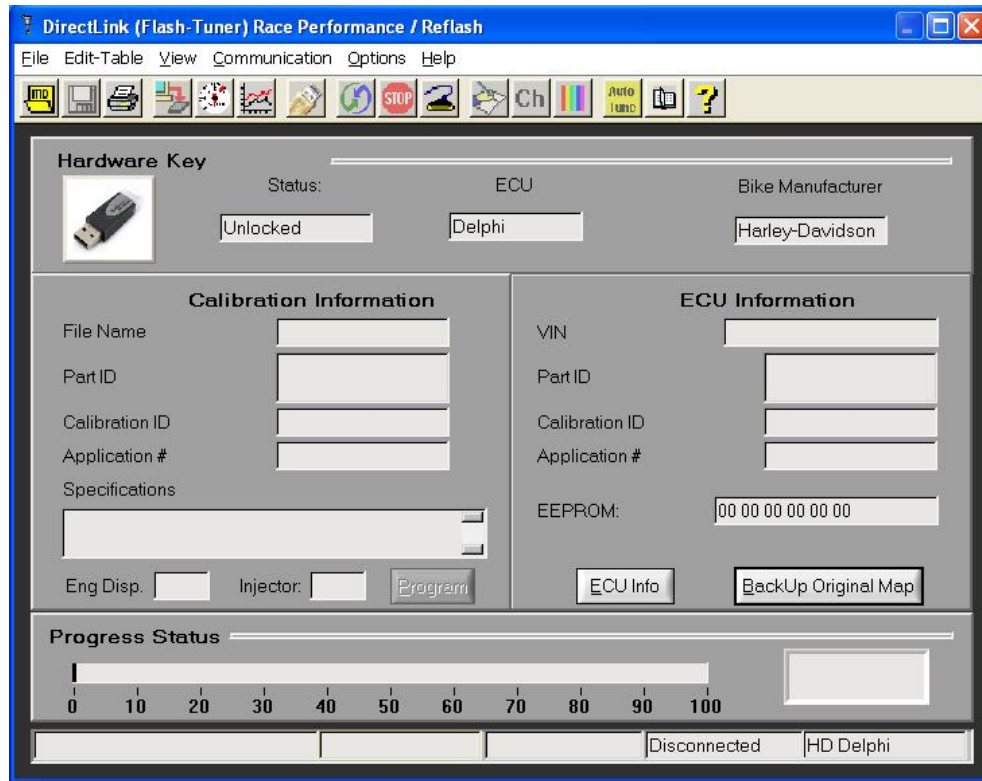 DirectLink (Flash-Tuner) Race Performance / Reflash
File Edit-Table View Communication Options Help
STOP Ch Auto Tune ?
Hardware Key
Status: ECU Bike Manufacturer
Unlocked Delphi Harley-Davidson
Calibration Information
File Name
Part ID
Calibration ID
Application #
Specifications
Eng Disp. Injector: Program
ECU Information
VIN
Part ID
Calibration ID
Application #
EEPROM: 00 00 00 00 00 00
ECU Info BackUp Original Map
Progress Status
0 10 20 30 40 50 60 70 80 90 100
Disconnected HD Delphi